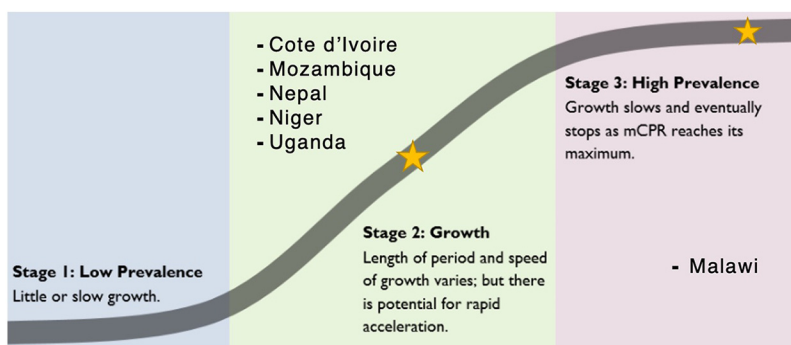 - Cote d’Ivoire
- Mozambique
- Nepal
- Niger
- Uganda
Stage 1: Low Prevalence
Little or slow growth.
Stage 2: Growth
Length of period and speed
of growth varies; but there
is potential for rapid
acceleration.
Stage 3: High Prevalence
Growth slows and eventually
stops as mCPR reaches its
maximum.
- Malawi